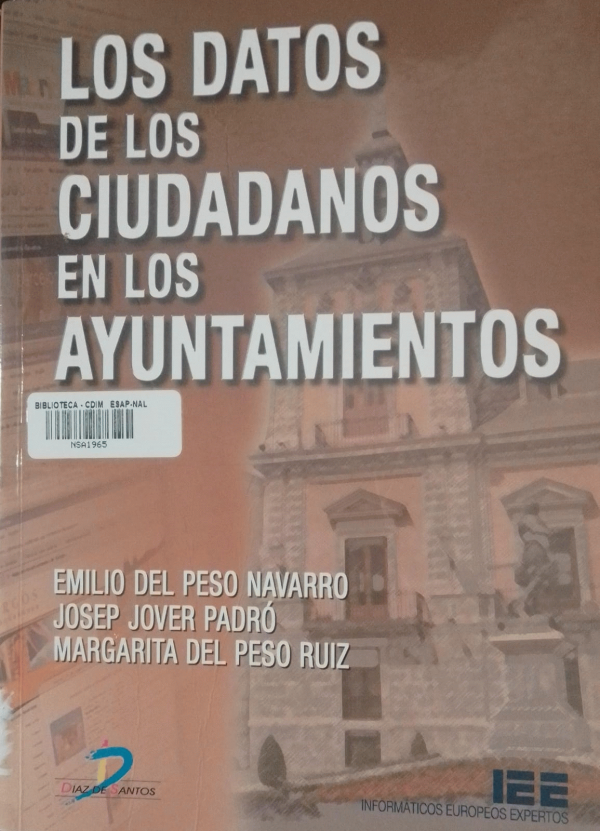 LOS DATOS
DE LOS
CIUDADANOS
EN LOS
AYUNTAMIENTOS
BIBLIOTECA - CDIM ESAP-NAL
NSA1965
EMILIO DEL PESO NAVARRO
JOSEP JOVER PADRÓ
MARGARITA DEL PESO RUIZ
DÍAZ DE SANTOS
IEE
INFORMÁTICOS EUROPEOS EXPERTOS